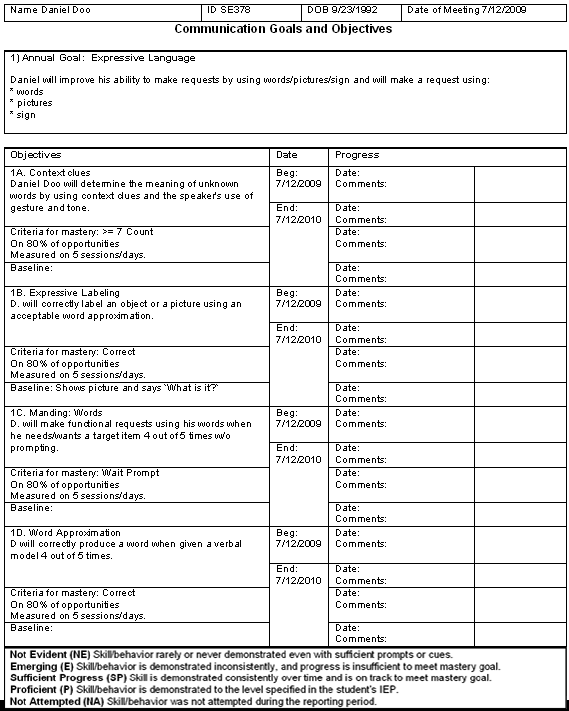 Name Daniel Doo ID SE378 DOB 9/23/1992 Date of Meeting 7/12/2009
Communication Goals and Objectives
1) Annual Goal: Expressive Language
Daniel will improve his ability to make requests by using words/pictures/sign and will make a request using:
* words
* pictures
* sign
Objectives Date Progress
1A. Context clues
Daniel Doo will determine the meaning of unknown
words by using context clues and the speaker's use of
gesture and tone.
Criteria for mastery: >= 7 Count
On 80% of opportunities
Measured on 5 sessions/days.
Baseline:
Beg:
7/12/2009
End:
7/12/2010
Date:
Comments:
Date:
Comments:
Date:
Comments:
Date:
Comments:
1B. Expressive Labeling
D. will correctly label an object or a picture using an
acceptable word approximation.
Criteria for mastery: Correct
On 80% of opportunities
Measured on 5 sessions/days.
Baseline: Shows picture and says "What is it?"
Beg:
7/12/2009
End:
7/12/2010
Date:
Comments:
Date:
Comments:
Date:
Comments:
Date:
Comments:
1C. Manding: Words
D. will make functional requests using his words when
he needs/wants a target item 4 out of 5 times w/o
prompting.
Criteria for mastery: Wait Prompt
On 80% of opportunities
Measured on 5 sessions/days.
Baseline:
Beg:
7/12/2009
End:
7/12/2010
Date:
Comments:
Date:
Comments:
Date:
Comments:
Date:
Comments:
1D. Word Approximation
D will correctly produce a word when given a verbal
model 4 out of 5 times.
Criteria for mastery: Correct
On 80% of opportunities
Measured on 5 sessions/days.
Baseline:
Beg:
7/12/2009
End:
7/12/2010
Date:
Comments:
Date:
Comments:
Date:
Comments:
Date:
Comments:
Not Evident (NE) Skill/behavior rarely or never demonstrated even with sufficient prompts or cues.
Emerging (E) Skill/behavior is demonstrated inconsistently, and progress is insufficient to meet mastery goal.
Sufficient Progress (SP) Skill is demonstrated consistently over time and is on track to meet mastery goal.
Proficient (P) Skill/behavior is demonstrated to the level specified in the student's IEP.
Not Attempted (NA) Skill/behavior was not attempted during the reporting period.